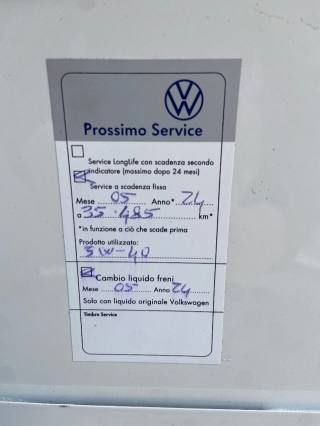 Prossimo Service
Service LongLife con scadenza secondo
indicatore (massimo dopo 24 mesi)
Service a scadenza fissa
Mese 05 Anno* 24
a 35.485 km*
*in funzione a ciò che scade prima
Prodotto utilizzato:
5W-40
Cambio liquido freni
Mese 05 Anno 24
Solo con liquido originale Volkswagen
Timbro Service